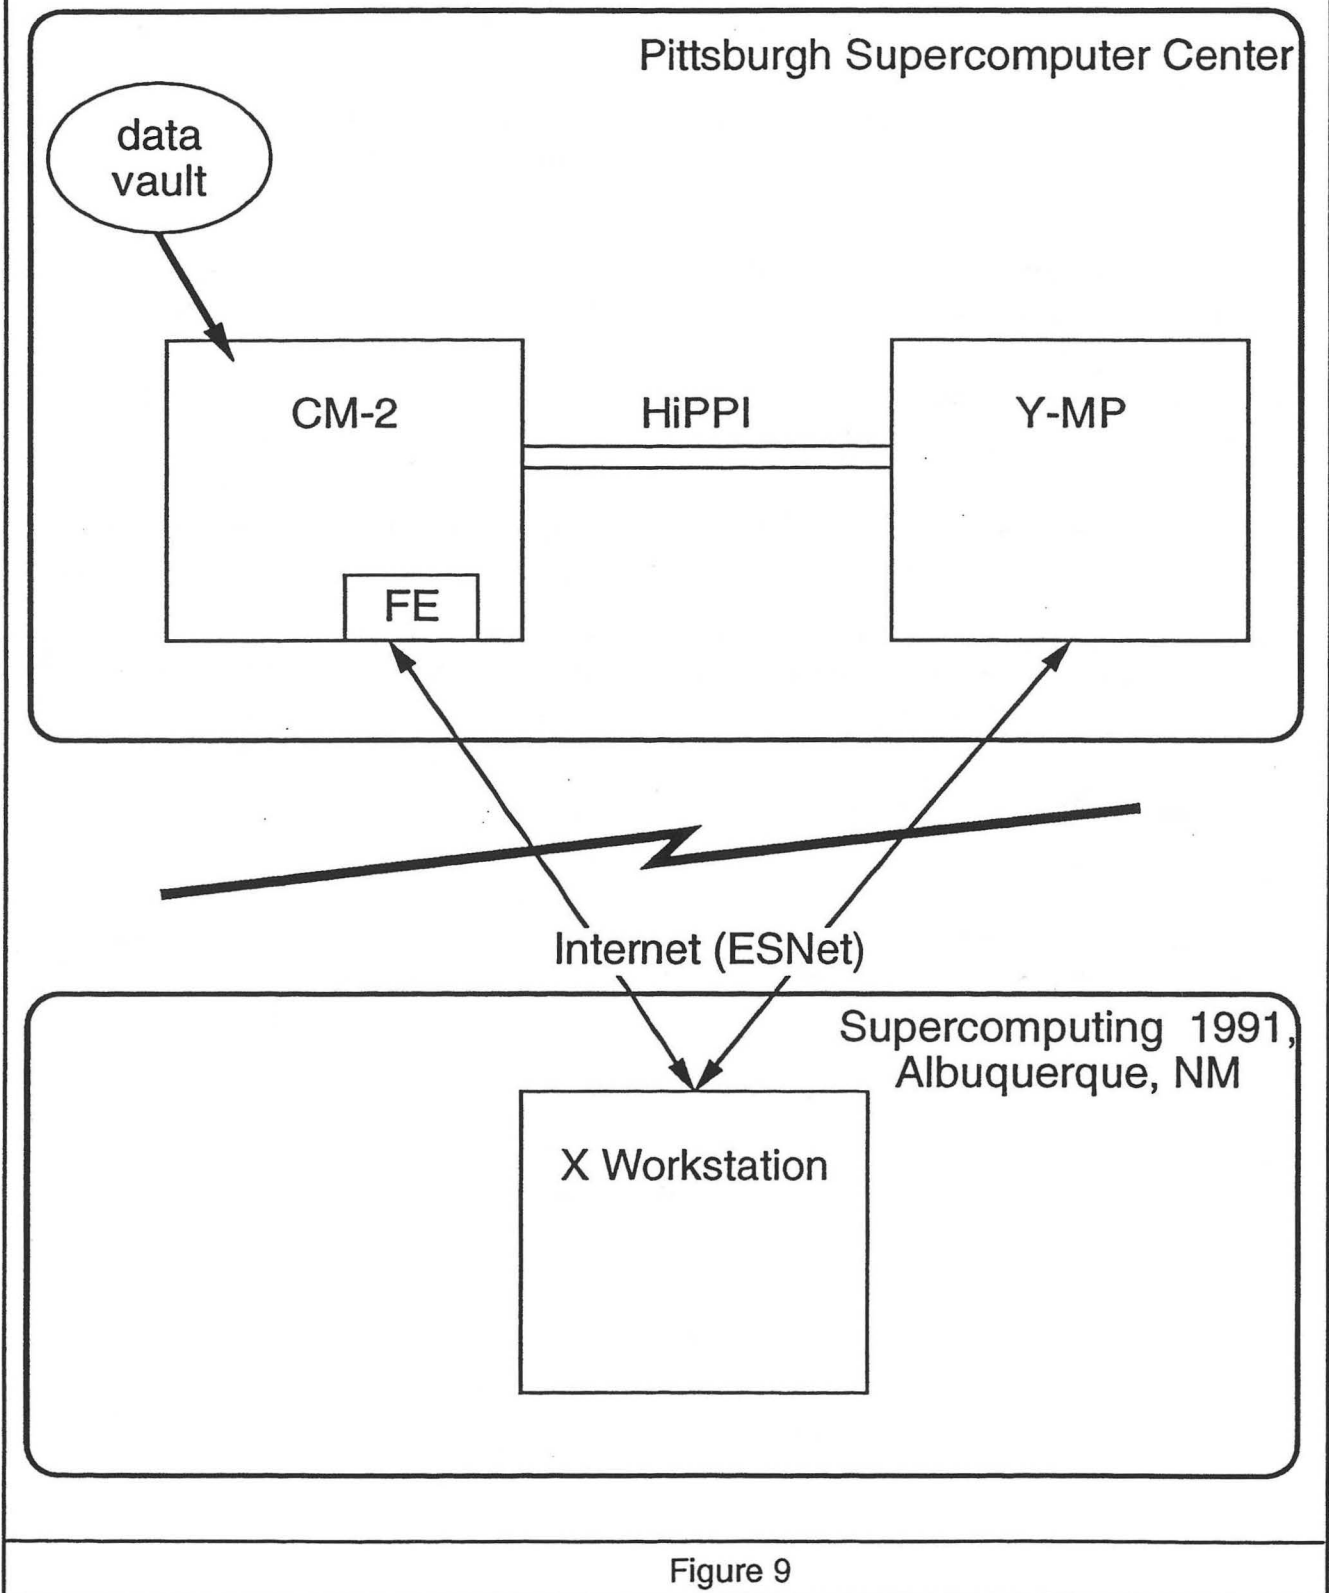 Pittsburgh Supercomputer Center
data
vault
CM-2
HiPPI
Y-MP
FE
Internet (ESNet)
Supercomputing 1991,
Albuquerque, NM
X Workstation
Figure 9